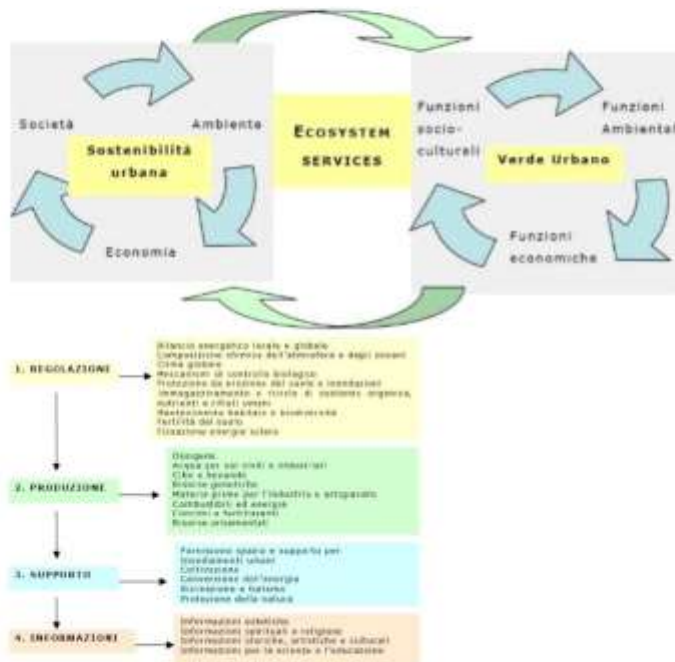 Società
Ambiente
Sostenibilità
urbana
Economia
ECOSYSTEM
SERVICES
Funzioni
socio-
culturali
Funzioni
Ambientali
Verde Urbano
Funzioni
economiche
1. REGOLAZIONE
Bilancio energetico locale e globale
Composizione chimica dell'atmosfera e degli oceani
Clima globale
Meccanismi di controllo biologico
Protezione da erosione del suolo e inondazioni
Immagazzinamento e riciclo di sostanza organica,
nutrienti e rifiuti umani
Mantenimento habitat e biodiversità
Fertilità del suolo
Fissazione energia solare
2. PRODUZIONE
Ossigeno
Acqua per usi civili e industriali
Cibo e bevande
Risorse genetiche
Materie prime per l'industria e artigianato
Combustibili ed energia
Concimi e fertilizzanti
Risorse ornamentali
3. SUPPORTO
Forniscono spazio e supporto per
Insediamenti umani
Coltivazione
Conversione dell'energia
Ricreazione e turismo
Protezione della natura
4. INFORMAZIONI
Informazioni estetiche
Informazioni spirituali e religiose
Informazioni storiche, artistiche e culturali
Informazioni per la scienza e l'educazione